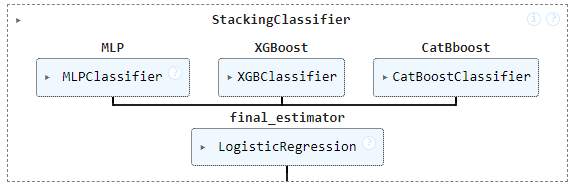 StackingClassifier i ?
MLP XGBoost CatBboost
MLPClassifier ? XGBClassifier CatBoostClassifier
final_estimator
LogisticRegression ?